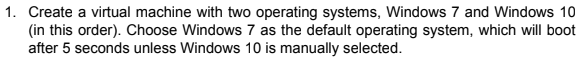 1. Create a virtual machine with two operating systems, Windows 7 and Windows 10
(in this order). Choose Windows 7 as the default operating system, which will boot
after 5 seconds unless Windows 10 is manually selected.